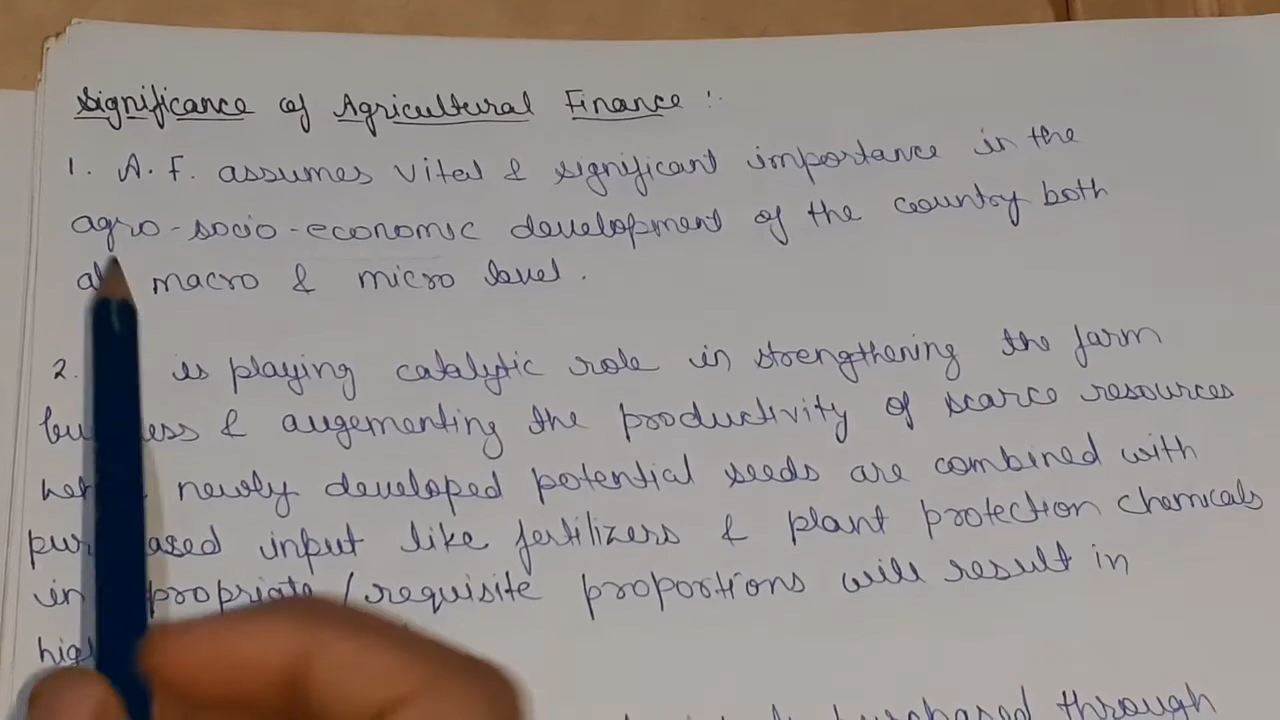 Significance of Agricultural Finance :
1. A.F. assumes vital & significant importance in the
agro-socio-economic development of the country both
at macro & micro level.
2. is playing catalytic role in strengthening the farm
& augmenting the productivity of scarce resources
newly developed potential seeds are combined with
input like fertilizers & plant protection chemicals
in /requisite proportions will result in
purchased through